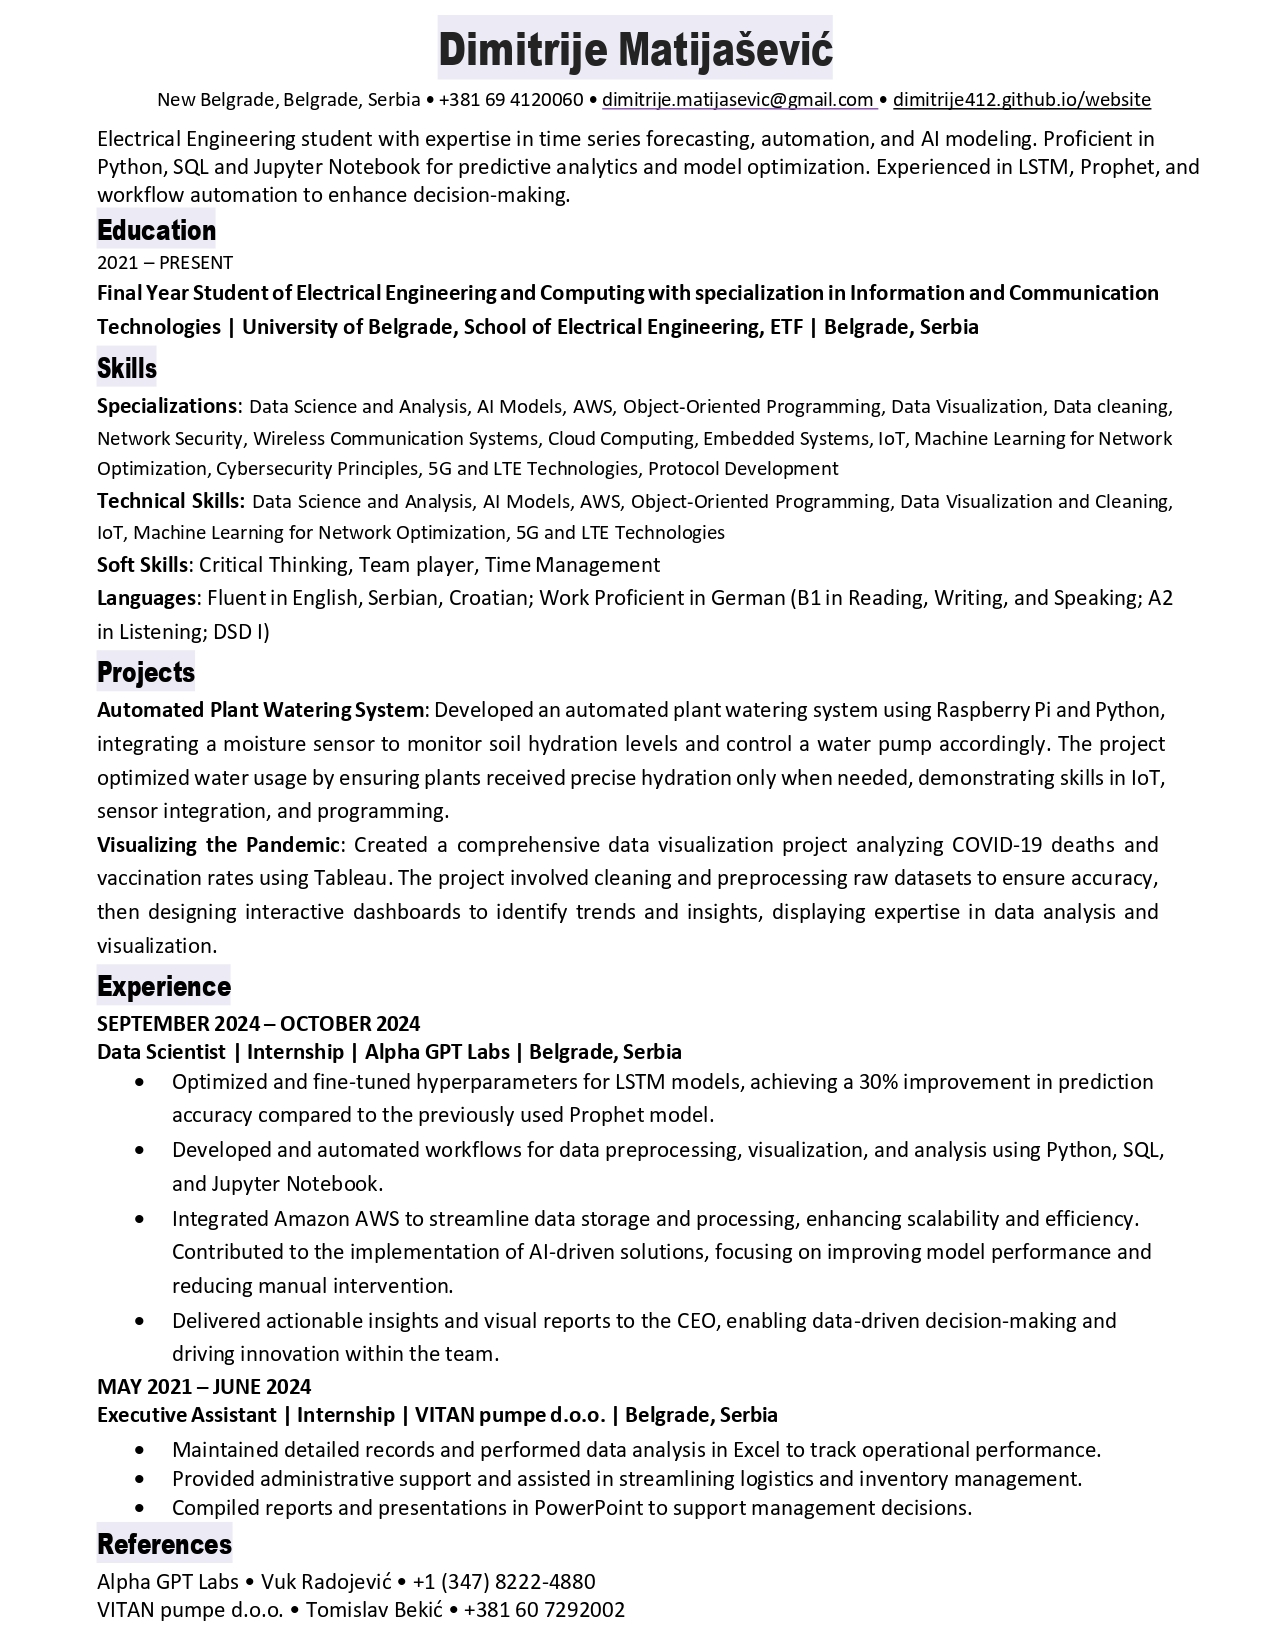 Dimitrije Matijašević
New Belgrade, Belgrade, Serbia • +381 69 4120060 • dimitrije.matijasevic@gmail.com • dimitrije412.github.io/website
Electrical Engineering student with expertise in time series forecasting, automation, and AI modeling. Proficient in
Python, SQL and Jupyter Notebook for predictive analytics and model optimization. Experienced in LSTM, Prophet, and
workflow automation to enhance decision-making.
Education
2021 – PRESENT
Final Year Student of Electrical Engineering and Computing with specialization in Information and Communication
Technologies | University of Belgrade, School of Electrical Engineering, ETF | Belgrade, Serbia
Skills
Specializations: Data Science and Analysis, AI Models, AWS, Object-Oriented Programming, Data Visualization, Data cleaning,
Network Security, Wireless Communication Systems, Cloud Computing, Embedded Systems, IoT, Machine Learning for Network
Optimization, Cybersecurity Principles, 5G and LTE Technologies, Protocol Development
Technical Skills: Data Science and Analysis, AI Models, AWS, Object-Oriented Programming, Data Visualization and Cleaning,
IoT, Machine Learning for Network Optimization, 5G and LTE Technologies
Soft Skills: Critical Thinking, Team player, Time Management
Languages: Fluent in English, Serbian, Croatian; Work Proficient in German (B1 in Reading, Writing, and Speaking; A2
in Listening; DSD I)
Projects
Automated Plant Watering System: Developed an automated plant watering system using Raspberry Pi and Python,
integrating a moisture sensor to monitor soil hydration levels and control a water pump accordingly. The project
optimized water usage by ensuring plants received precise hydration only when needed, demonstrating skills in IoT,
sensor integration, and programming.
Visualizing the Pandemic: Created a comprehensive data visualization project analyzing COVID-19 deaths and
vaccination rates using Tableau. The project involved cleaning and preprocessing raw datasets to ensure accuracy,
then designing interactive dashboards to identify trends and insights, displaying expertise in data analysis and
visualization.
Experience
SEPTEMBER 2024 – OCTOBER 2024
Data Scientist | Internship | Alpha GPT Labs | Belgrade, Serbia
• Optimized and fine-tuned hyperparameters for LSTM models, achieving a 30% improvement in prediction
accuracy compared to the previously used Prophet model.
• Developed and automated workflows for data preprocessing, visualization, and analysis using Python, SQL,
and Jupyter Notebook.
• Integrated Amazon AWS to streamline data storage and processing, enhancing scalability and efficiency.
Contributed to the implementation of AI-driven solutions, focusing on improving model performance and
reducing manual intervention.
• Delivered actionable insights and visual reports to the CEO, enabling data-driven decision-making and
driving innovation within the team.
MAY 2021 – JUNE 2024
Executive Assistant | Internship | VITAN pumpe d.o.o. | Belgrade, Serbia
• Maintained detailed records and performed data analysis in Excel to track operational performance.
• Provided administrative support and assisted in streamlining logistics and inventory management.
• Compiled reports and presentations in PowerPoint to support management decisions.
References
Alpha GPT Labs • Vuk Radojević • +1 (347) 8222-4880
VITAN pumpe d.o.o. • Tomislav Bekić • +381 60 7292002